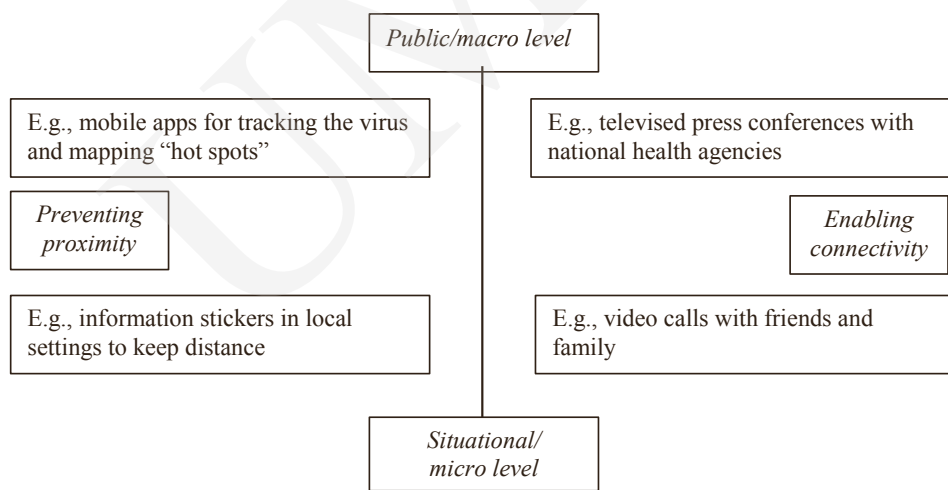 Public/macro level
E.g., mobile apps for tracking the virus
and mapping “hot spots”
E.g., televised press conferences with
national health agencies
Preventing
proximity
Enabling
connectivity
E.g., information stickers in local
settings to keep distance
E.g., video calls with friends and
family
Situational/
micro level